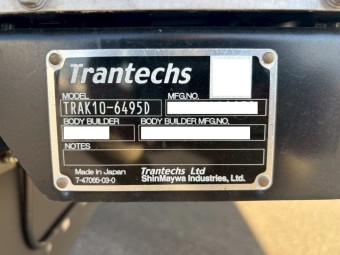 Trantechs
MODEL MFG.NO.
TRAK10-6495D
BODY BUILDER BODY BUILDER MFG.NO.
NOTES
Made in Japan Trantechs Ltd
7-47065-03-0 ShinMaywa Industries, Ltd.